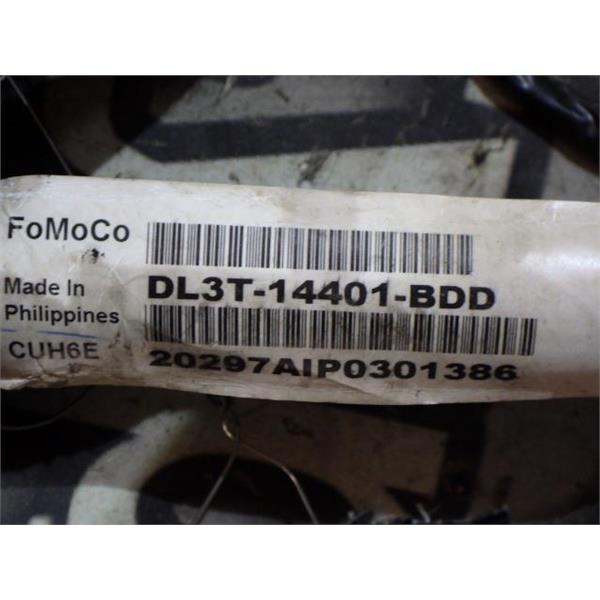 FoMoCo
DL3T-14401-BDD
Made In
Philippines
CUH6E
20297AIP0301386